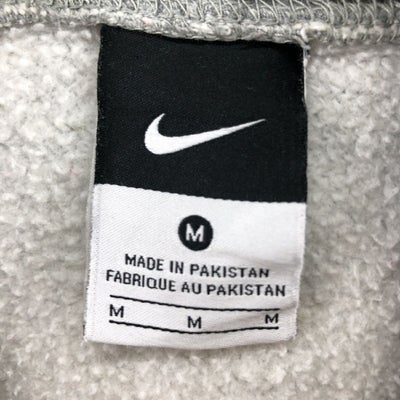 M
MADE IN PAKISTAN
FABRIQUE AU PAKISTAN
M M M